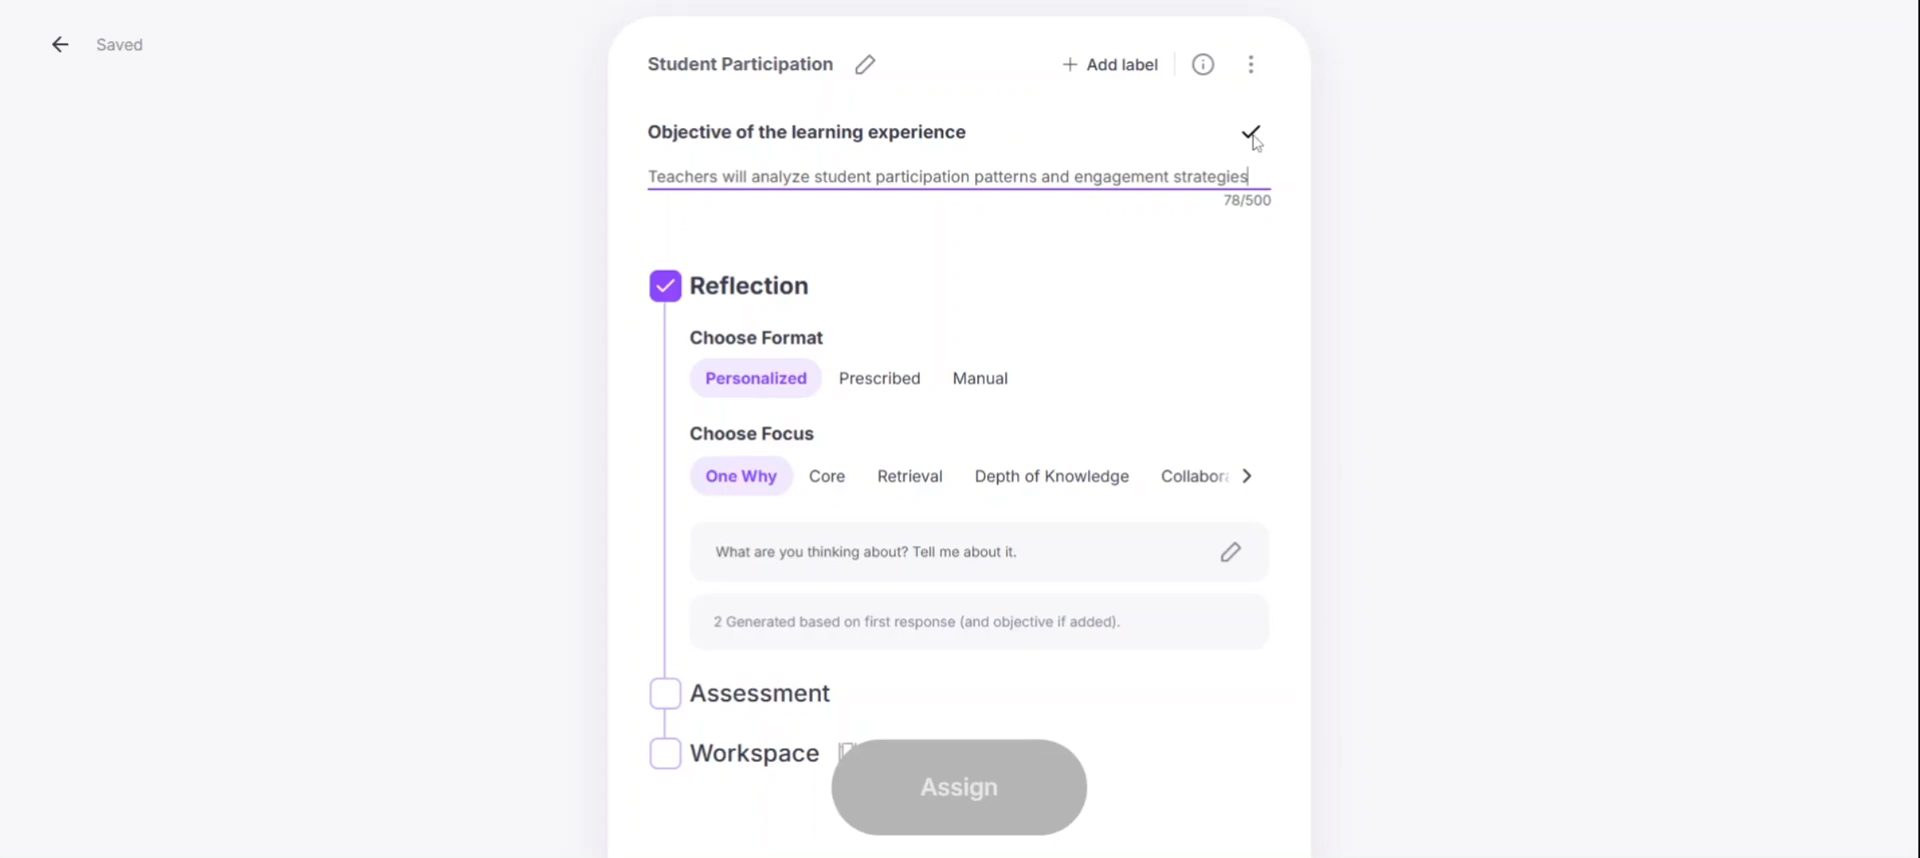 Saved
Student Participation
Add label
Objective of the learning experience
Teachers will analyze student participation patterns and engagement strategies
78/500
Reflection
Choose Format
Personalized Prescribed Manual
Choose Focus
One Why Core Retrieval Depth of Knowledge Collabora
What are you thinking about? Tell me about it.
2 Generated based on first response (and objective if added).
Assessment
Workspace
Assign